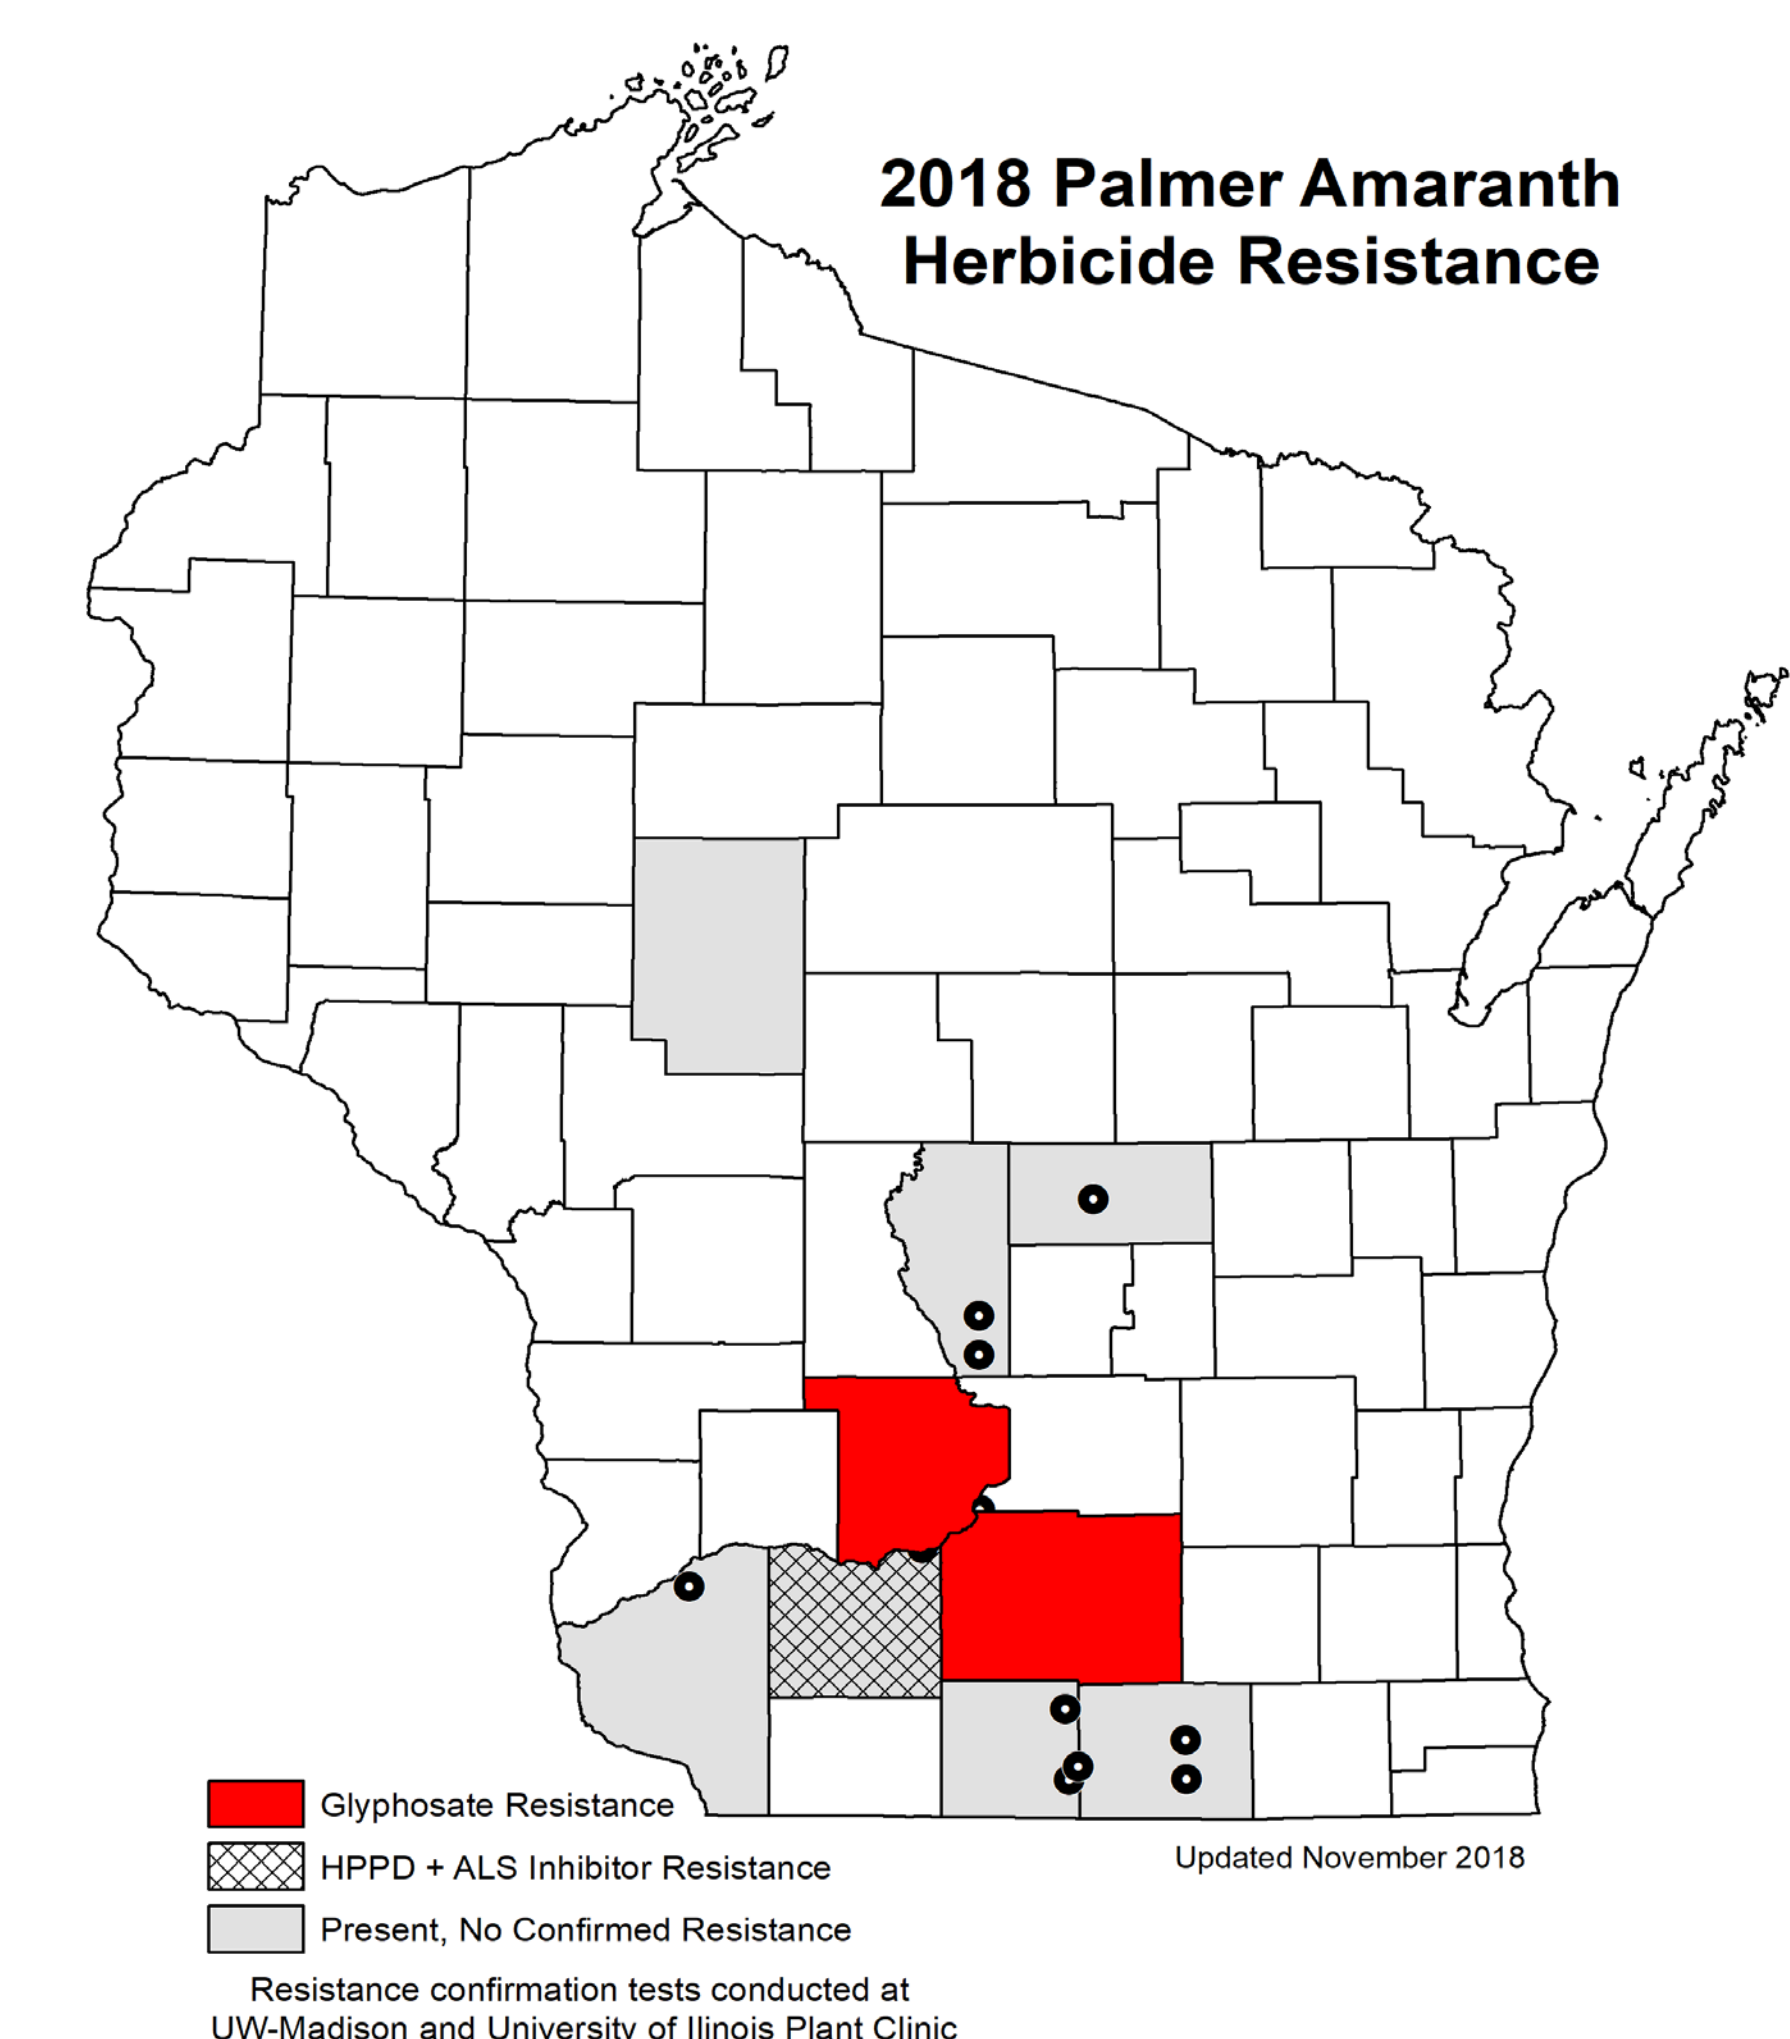 2018 Palmer Amaranth
Herbicide Resistance
Glyphosate Resistance
HPPD + ALS Inhibitor Resistance
Present, No Confirmed Resistance
Updated November 2018
Resistance confirmation tests conducted at
UW-Madison and University of Ilinois Plant Clinic